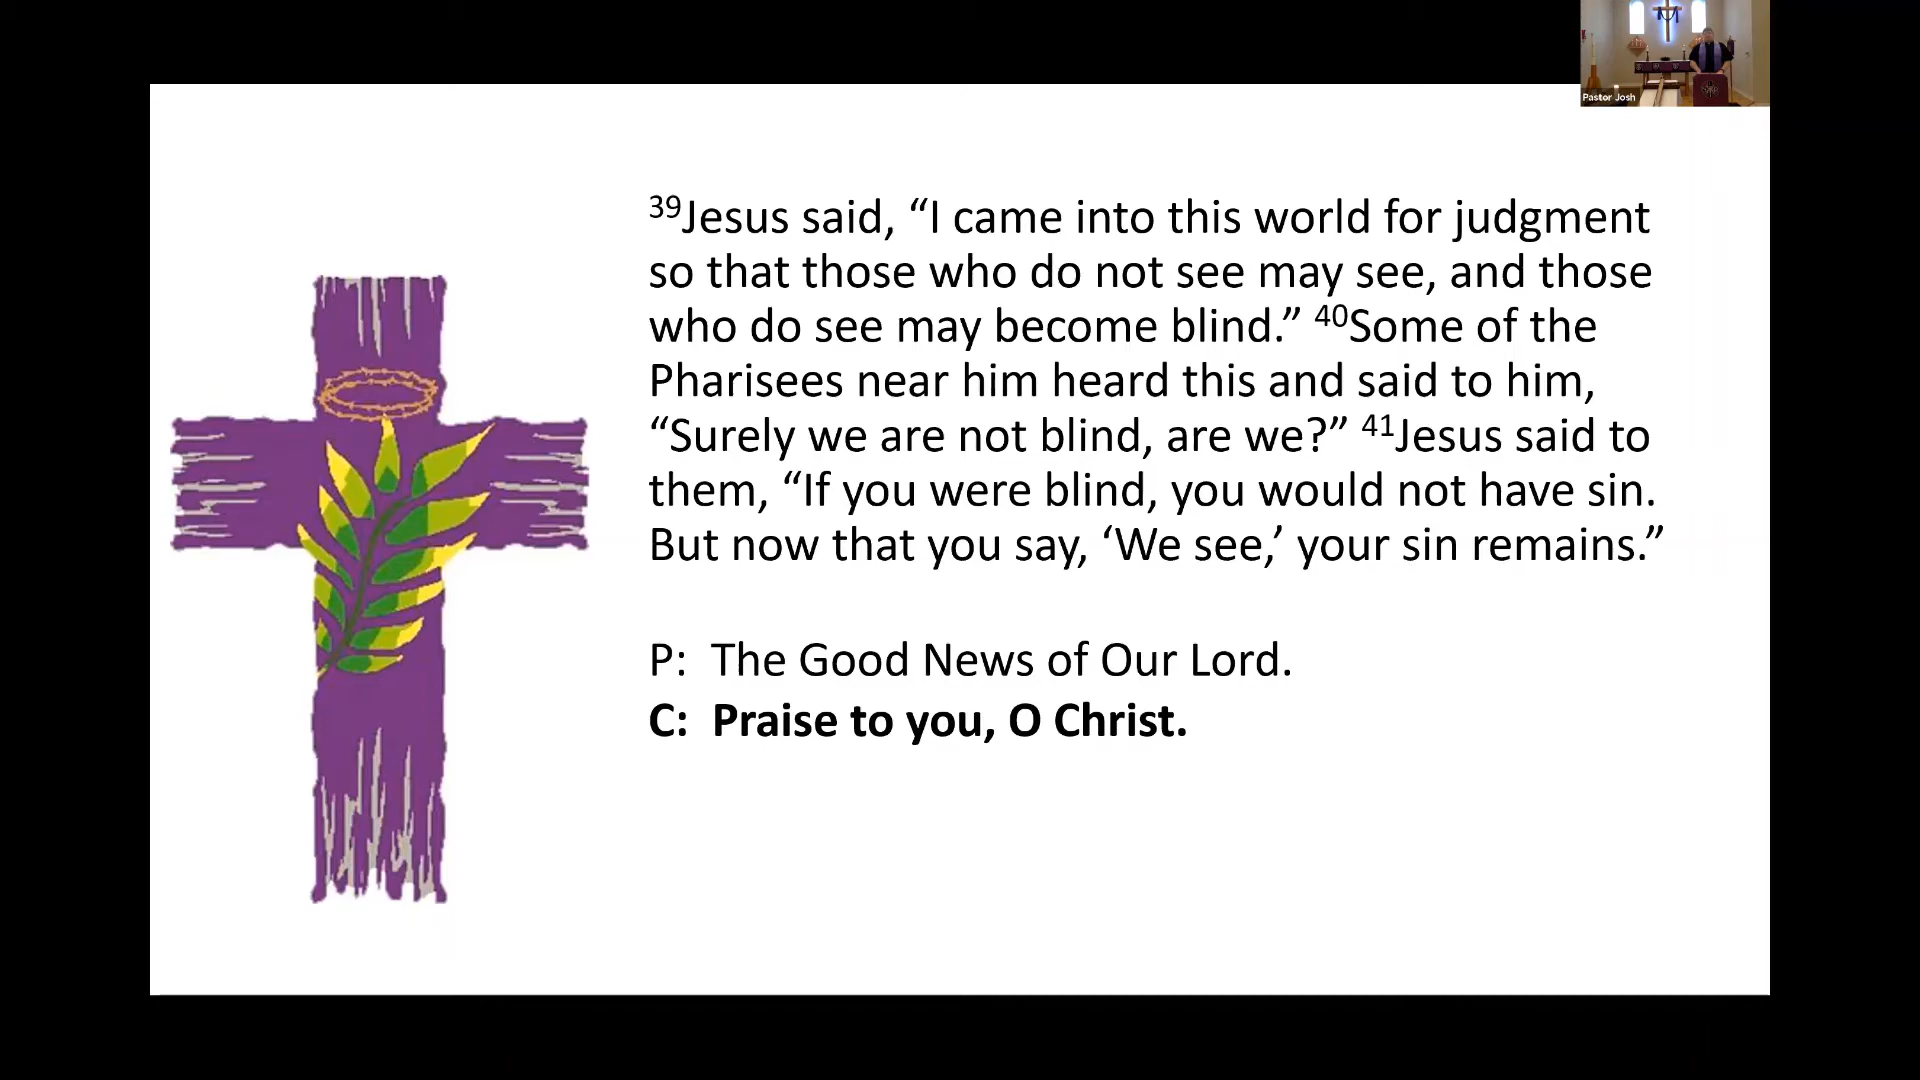 Pastor Josh
39Jesus said, “I came into this world for judgment
so that those who do not see may see, and those
who do see may become blind.” 40Some of the
Pharisees near him heard this and said to him,
“Surely we are not blind, are we?” 41Jesus said to
them, “If you were blind, you would not have sin.
But now that you say, ‘We see,’ your sin remains.”
P: The Good News of Our Lord.
C: Praise to you, O Christ.